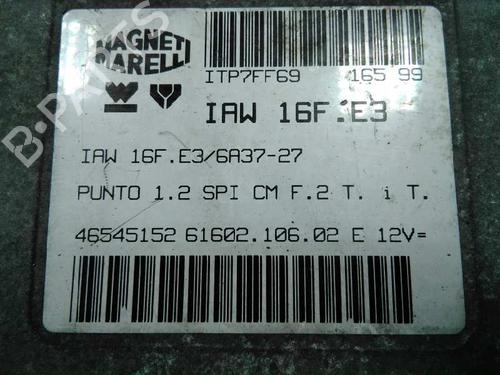 MAGNETI
MARELLI
ITP7FF69 165 99
IAW 16F.E3
IAW 16F.E3/6A37-27
PUNTO 1.2 SPI CM F.2 T. i T.
46545152 61602.106.02 E 12V=
B-PARTS